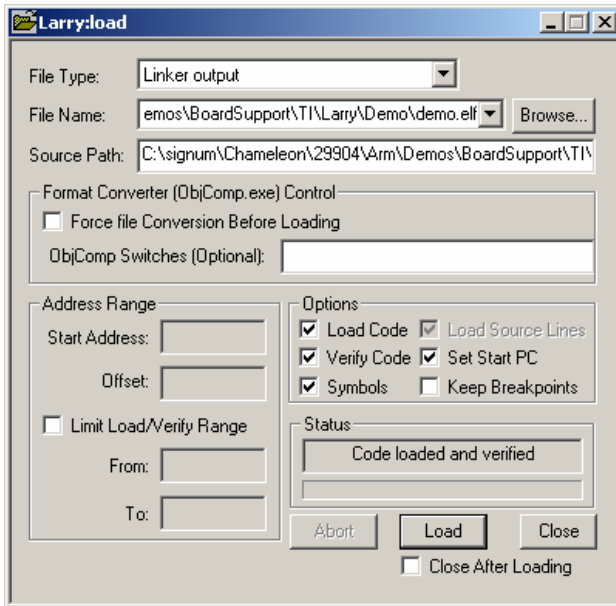 Larry:load
File Type: Linker output
File Name: emos\BoardSupport\TI\Larry\Demo\demo.elf Browse...
Source Path: C:\signum\Chameleon\29904\Arm\Demos\BoardSupport\TI\
Format Converter (ObjComp.exe) Control
Force file Conversion Before Loading
ObjComp Switches (Optional):
Address Range
Start Address:
Offset:
Limit Load/Verify Range
From:
To:
Options
Load Code Load Source Lines
Verify Code Set Start PC
Symbols Keep Breakpoints
Status
Code loaded and verified
Abort Load Close
Close After Loading